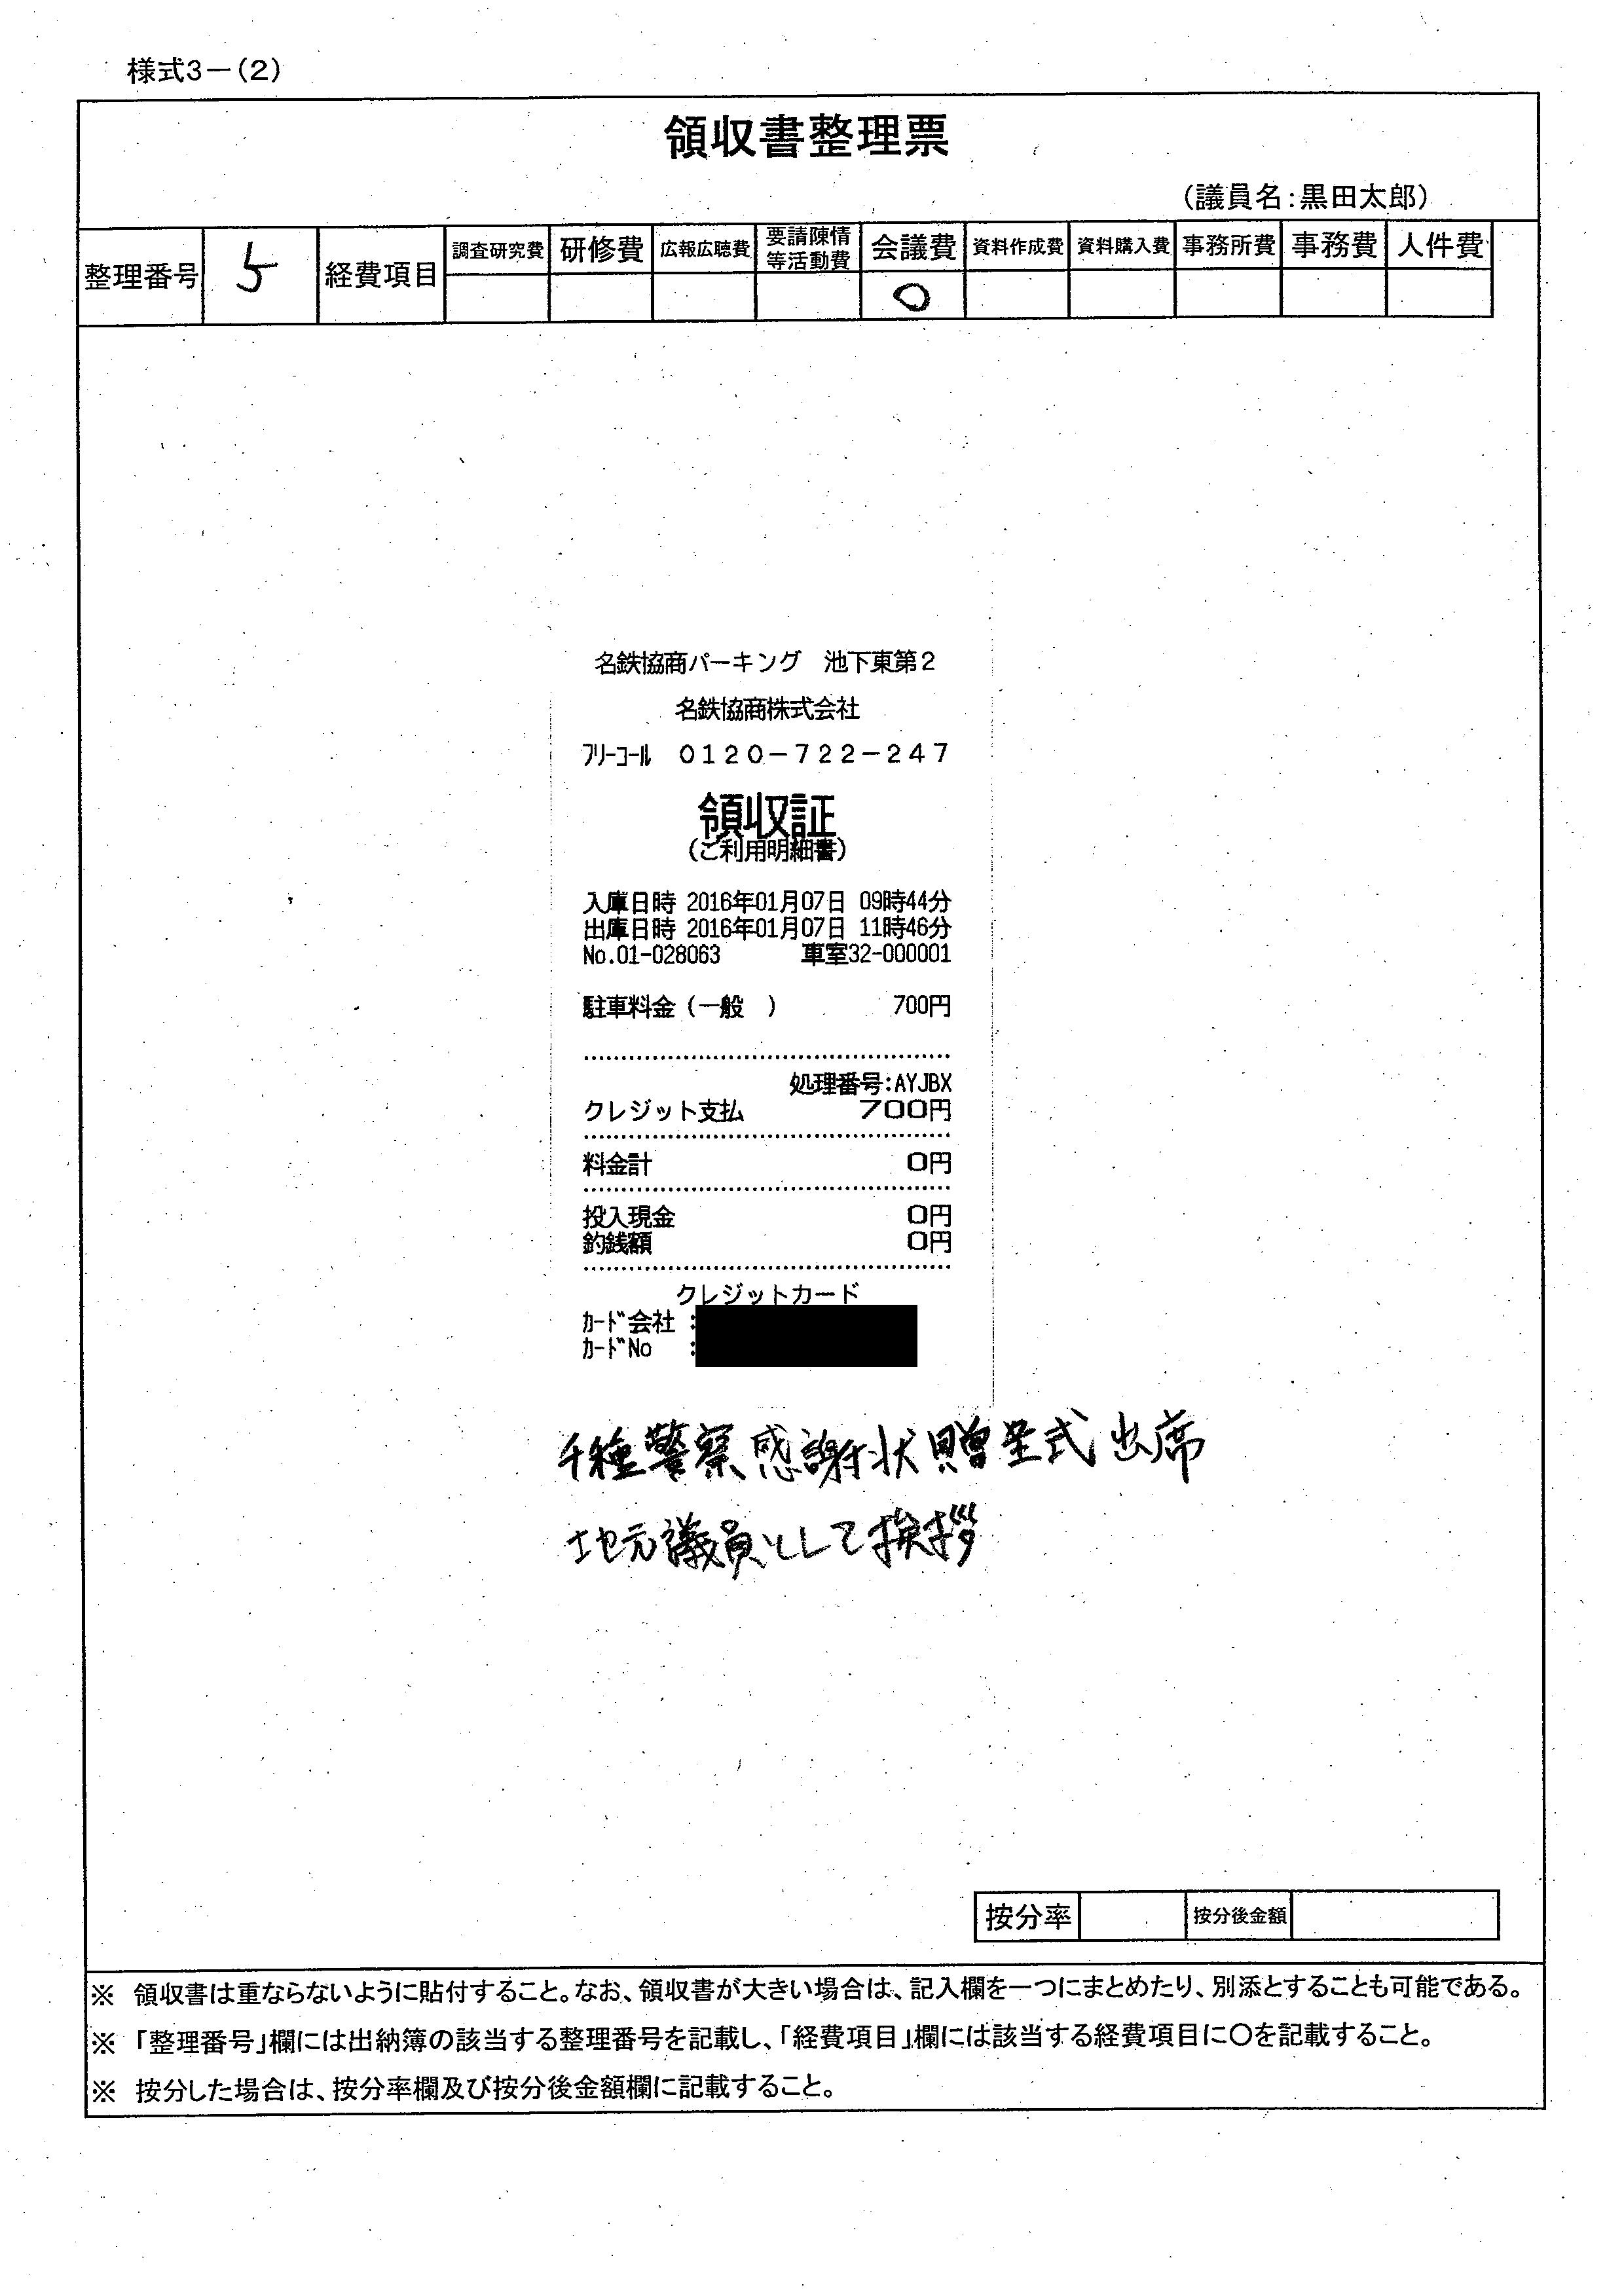 様式3－(2)
領収書整理票
(議員名:黒田太郎)
整理番号 5 経費項目 調査研究費 研修費 広報広聴費 要請陳情等活動費 会議費 資料作成費 資料購入費 事務所費 事務費 人件費
○
名鉄協商パーキング 池下東第2
名鉄協商株式会社
フリーコール 0120-722-247
領収証
(ご利用明細書)
入庫日時 2016年01月07日 09時44分
出庫日時 2016年01月07日 11時46分
No.01-028063 車室32-000001
駐車料金(一般 ) 700円
処理番号:AYJBX
クレジット支払 700円
料金計 0円
投入現金 0円
釣銭額 0円
クレジットカード
カード会社 :
カードNo :
千種警察感謝状贈呈式出席
地元議員として挨拶
按分率 按分後金額
※ 領収書は重ならないように貼付すること。なお、領収書が大きい場合は、記入欄を一つにまとめたり、別添とすることも可能である。
※ 「整理番号」欄には出納簿の該当する整理番号を記載し、「経費項目」欄には該当する経費項目に○を記載すること。
※ 按分した場合は、按分率欄及び按分後金額欄に記載すること。